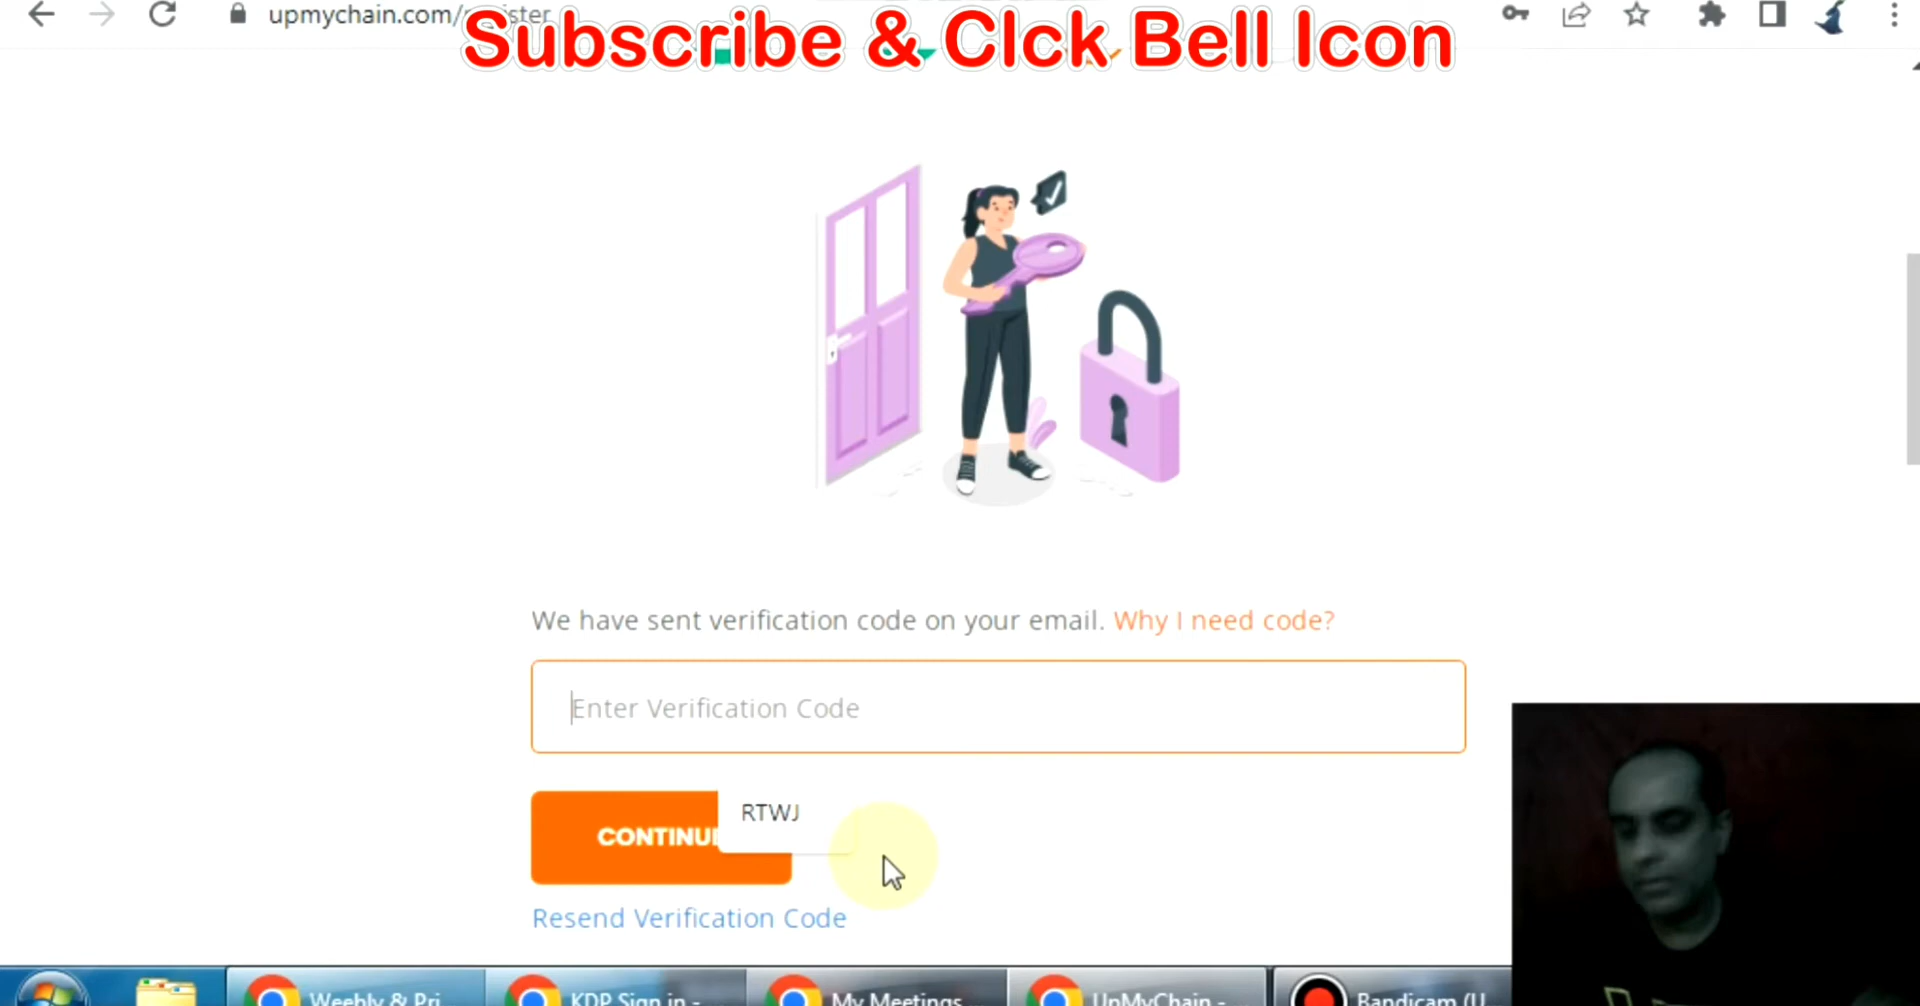 upmychain.com/register
Subscribe & Clck Bell Icon
We have sent verification code on your email. Why I need code?
Enter Verification Code
CONTINU
RTWJ
Resend Verification Code
Weebly & Pri
KDP Sign in -
My Meetings
UpMyChain -
Bandicam (U